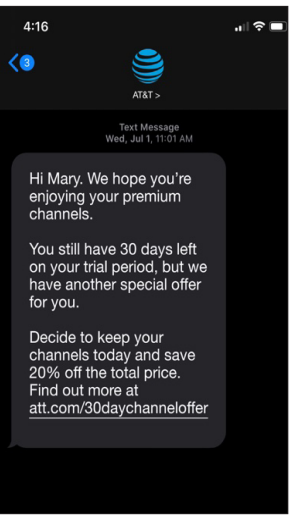 4:16
3
AT&T >
Text Message
Wed, Jul 1, 11:01 AM
Hi Mary. We hope you're
enjoying your premium
channels.
You still have 30 days left
on your trial period, but we
have another special offer
for you.
Decide to keep your
channels today and save
20% off the total price.
Find out more at
att.com/30daychanneloffer